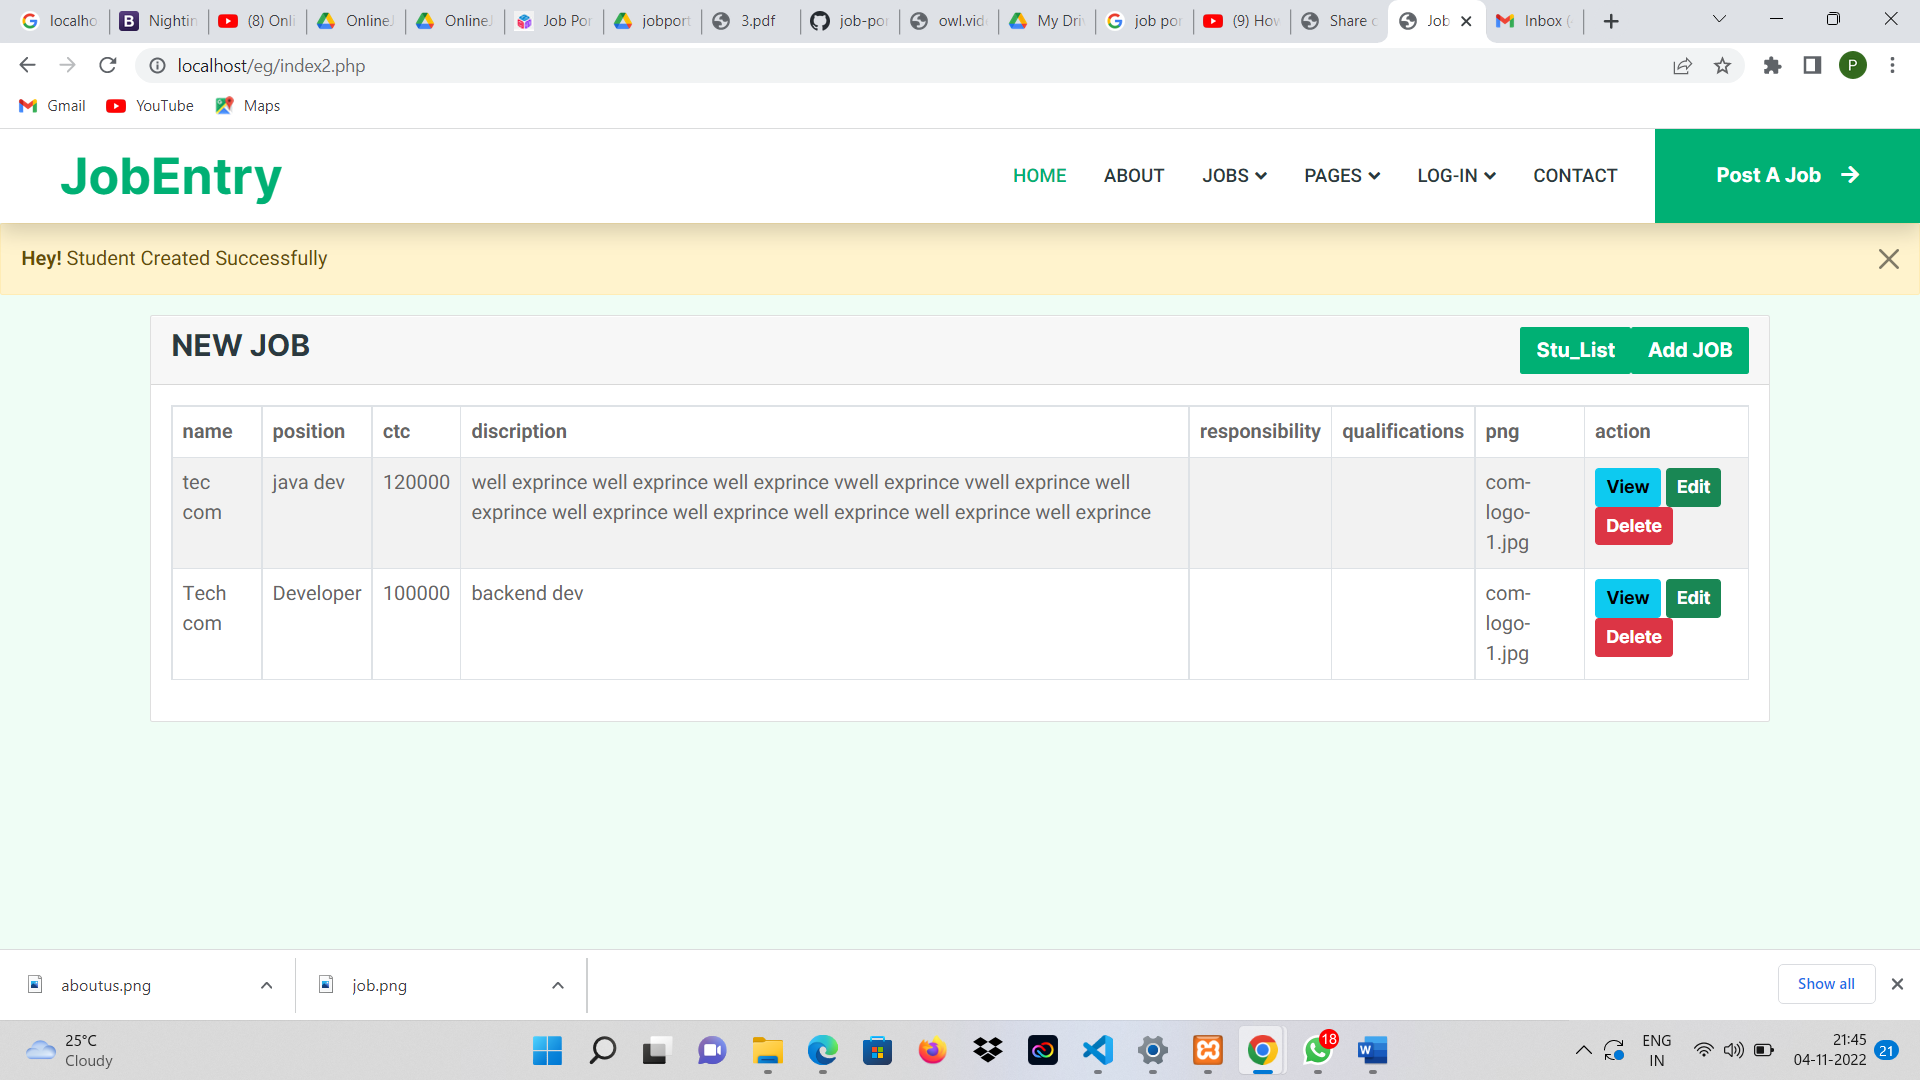 localho
Nightin
(8) Onli
OnlineJ
OnlineJ
Job Por
jobport
3.pdf
job-por
owl.vide
My Driv
job por
(9) How
Share o
Job
Inbox (
localhost/eg/index2.php
P
Gmail
YouTube
Maps
JobEntry
HOME
ABOUT
JOBS
PAGES
LOG-IN
CONTACT
Post A Job
Hey! Student Created Successfully
NEW JOB
Stu_List
Add JOB
name position ctc discription responsibility qualifications png action
tec com
java dev
120000
well exprince well exprince well exprince vwell exprince vwell exprince well
exprince well exprince well exprince well exprince well exprince well exprince
com-
logo-
1.jpg
View Edit
Delete
Tech
com
Developer
100000
backend dev
com-
logo-
1.jpg
View Edit
Delete
aboutus.png
job.png
Show all
25°C
Cloudy
18
ENG
IN
21:45
04-11-2022
21